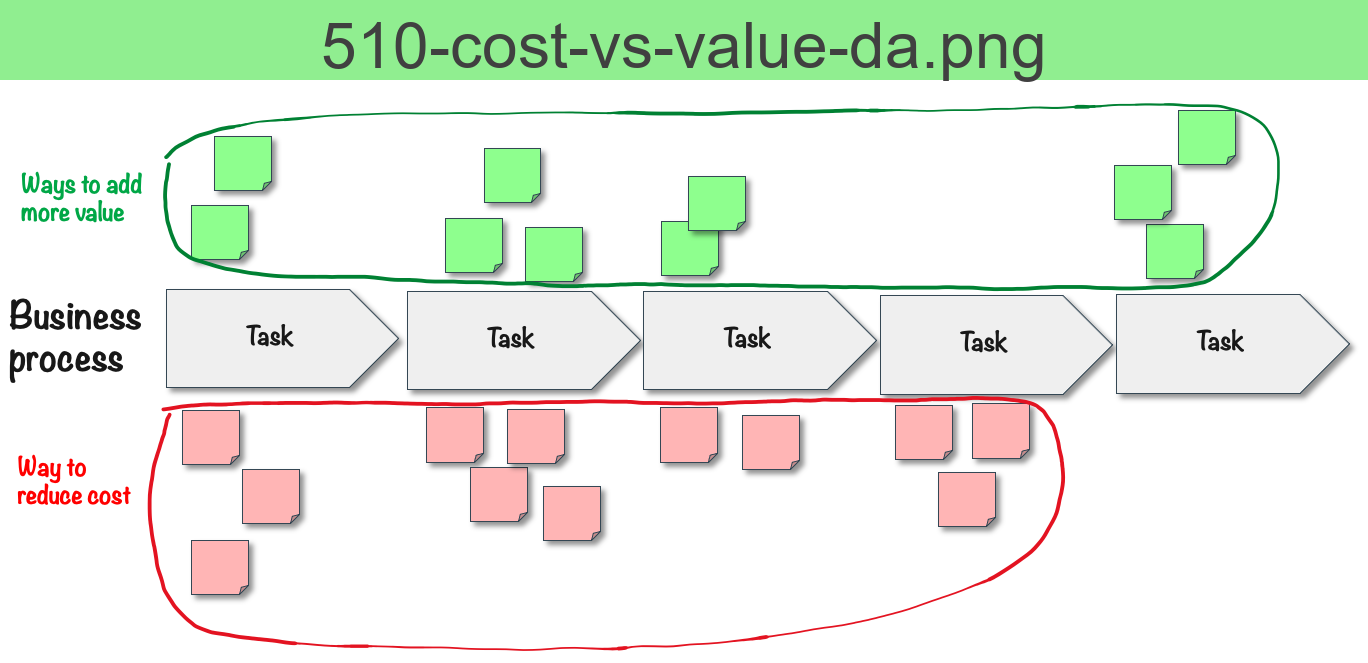 510-cost-vs-value-da.png
Ways to add
more value
Business
process
Task
Task
Task
Task
Task
Way to
reduce cost